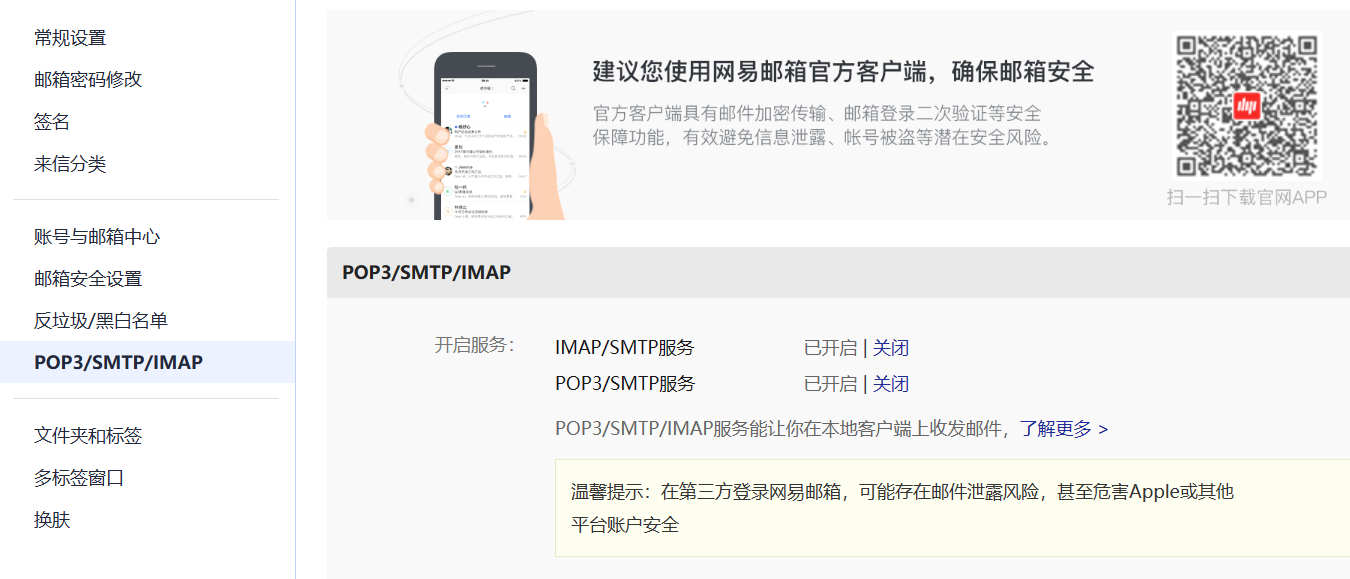 常规设置
邮箱密码修改
签名
来信分类
账号与邮箱中心
邮箱安全设置
反垃圾/黑白名单
POP3/SMTP/IMAP
文件夹和标签
多标签窗口
换肤
建议您使用网易邮箱官方客户端，确保邮箱安全
官方客户端具有邮件加密传输、邮箱登录二次验证等安全
保障功能，有效避免信息泄露、帐号被盗等潜在安全风险。
扫一扫下载官网APP
POP3/SMTP/IMAP
开启服务：
IMAP/SMTP服务 已开启 | 关闭
POP3/SMTP服务 已开启 | 关闭
POP3/SMTP/IMAP服务能让你在本地客户端上收发邮件，了解更多 >
温馨提示：在第三方登录网易邮箱，可能存在邮件泄露风险，甚至危害Apple或其他
平台账户安全